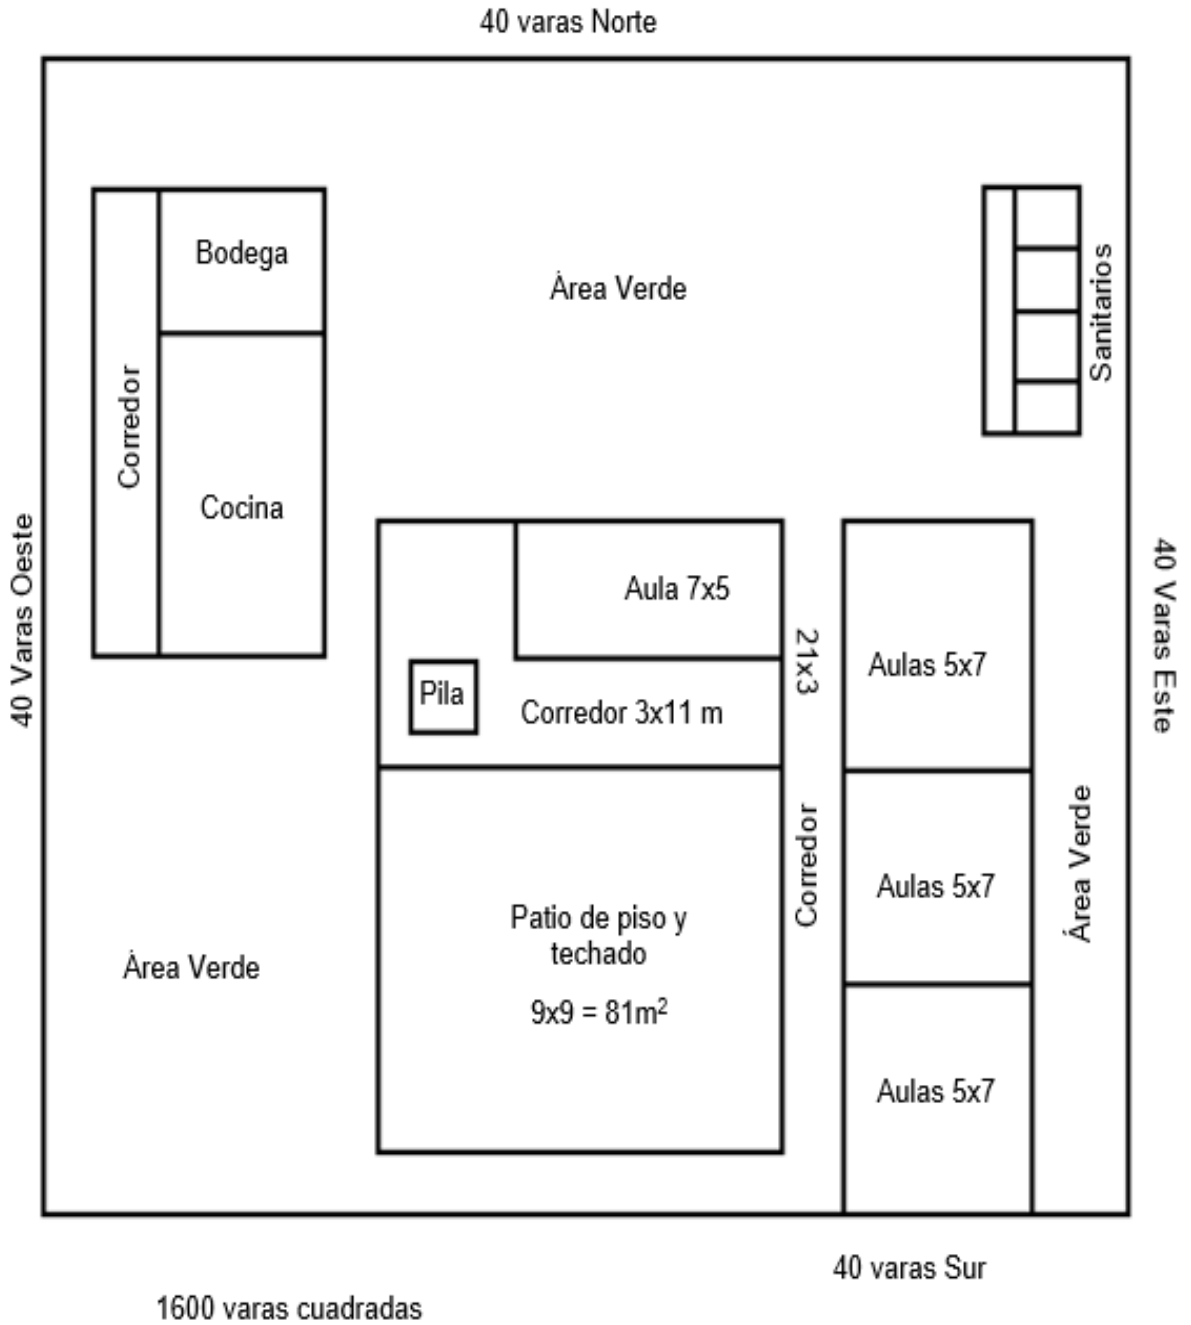 40 varas Norte
Bodega
Área Verde
Sanitarios
Corredor
Cocina
40 Varas Oeste
40 Varas Este
Aula 7x5
21x3
Aulas 5x7
Pila
Corredor 3x11 m
Corredor
Área Verde
Aulas 5x7
Patio de piso y
techado
9x9 = 81m²
Área Verde
Aulas 5x7
40 varas Sur
1600 varas cuadradas